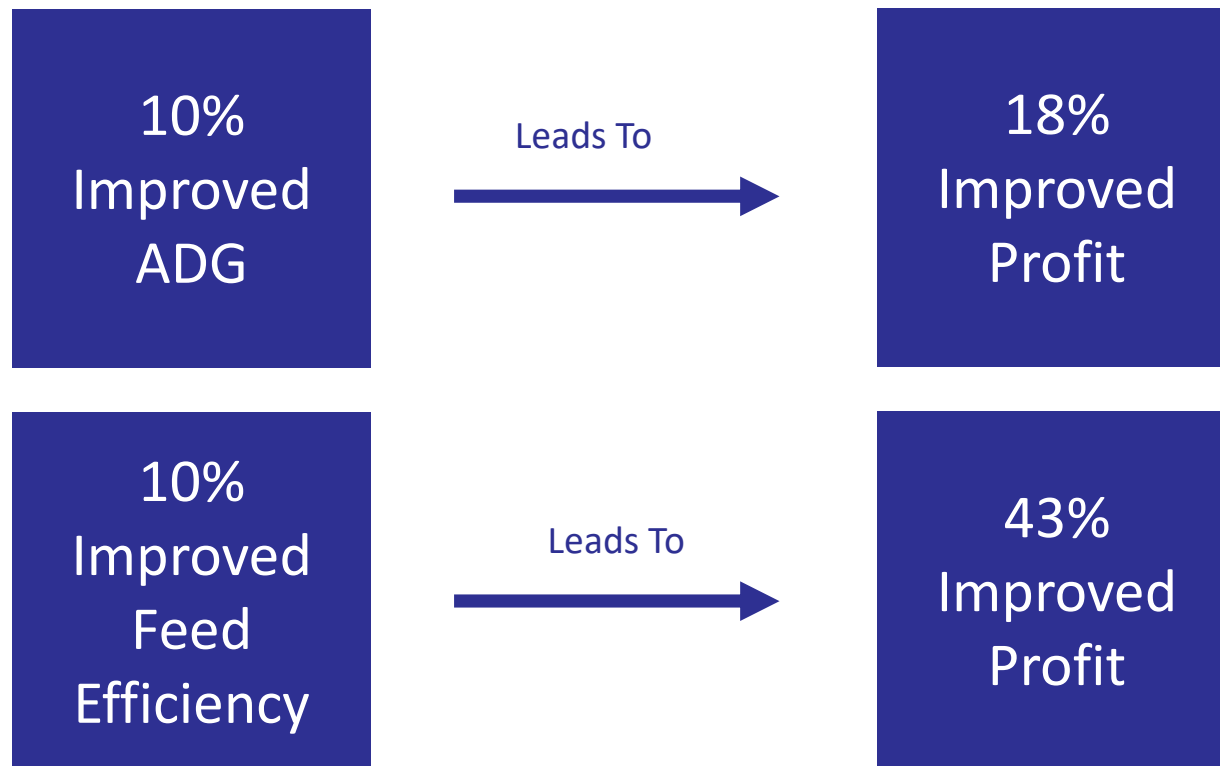 10%
Improved
ADG
Leads To
18%
Improved
Profit
10%
Improved
Feed
Efficiency
Leads To
43%
Improved
Profit